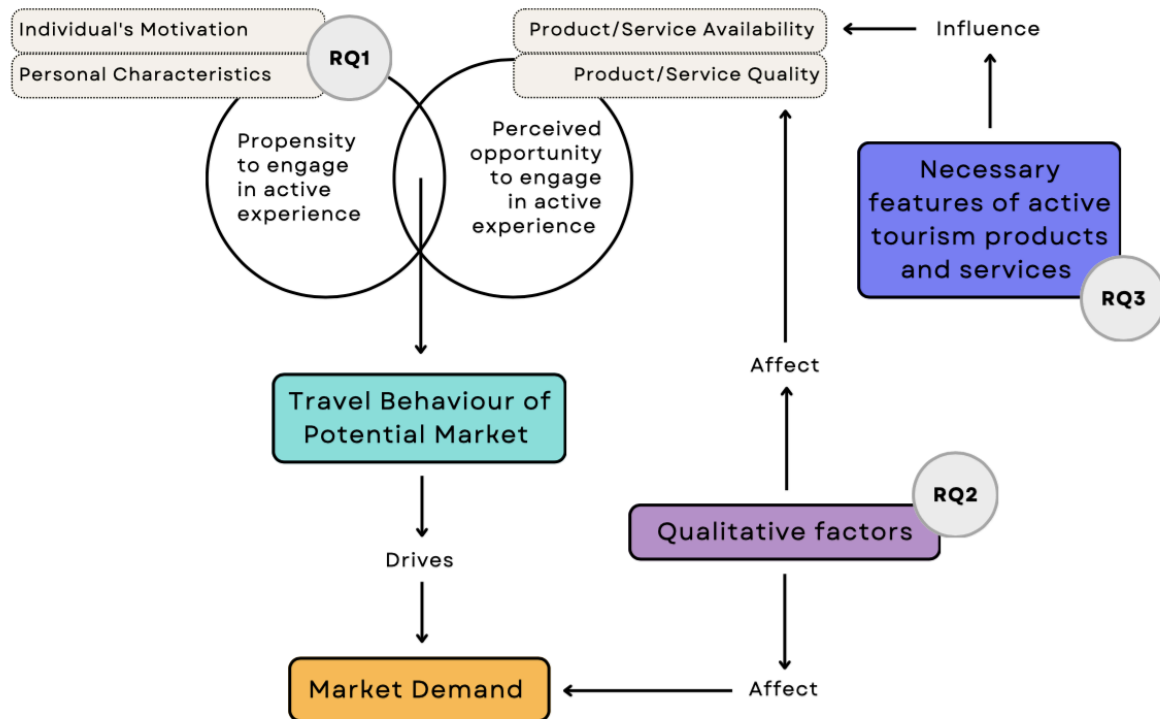 Individual's Motivation
Personal Characteristics
RQ1
Product/Service Availability
Product/Service Quality
Influence
Propensity
to engage
in active
experience
Perceived
opportunity
to engage
in active
experience
Necessary
features of active
tourism products
and services
RQ3
Affect
Travel Behaviour of
Potential Market
RQ2
Qualitative factors
Drives
Market Demand
Affect